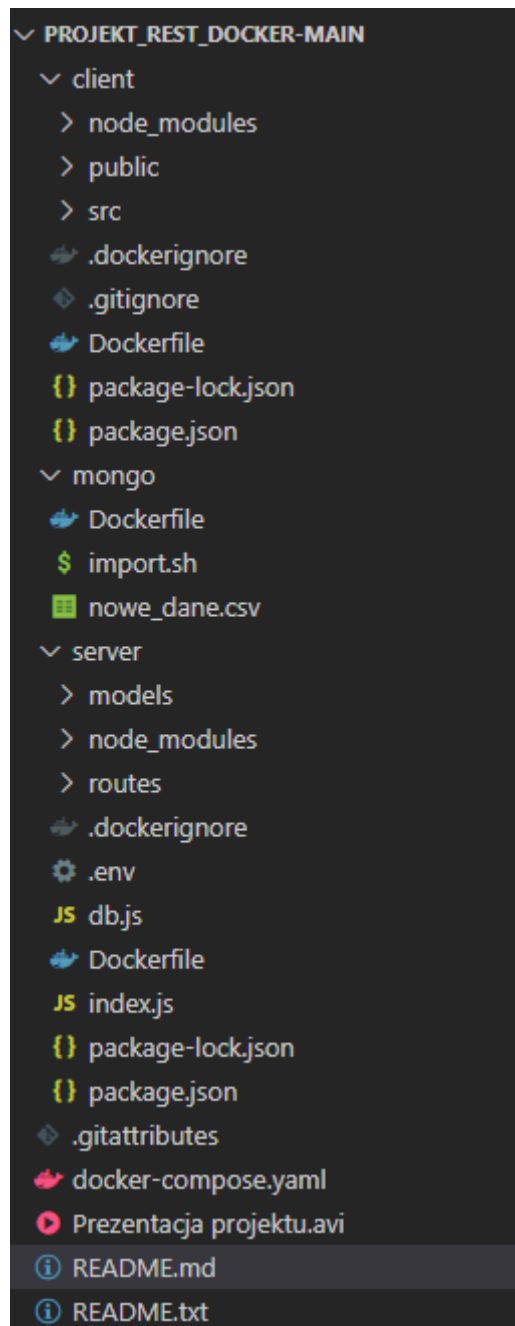 PROJEKT_REST_DOCKER-MAIN
client
node_modules
public
src
.dockerignore
.gitignore
Dockerfile
package-lock.json
package.json
mongo
Dockerfile
import.sh
nowe_dane.csv
server
models
node_modules
routes
.dockerignore
.env
db.js
Dockerfile
index.js
package-lock.json
package.json
.gitattributes
docker-compose.yaml
Prezentacja projektu.avi
README.md
README.txt